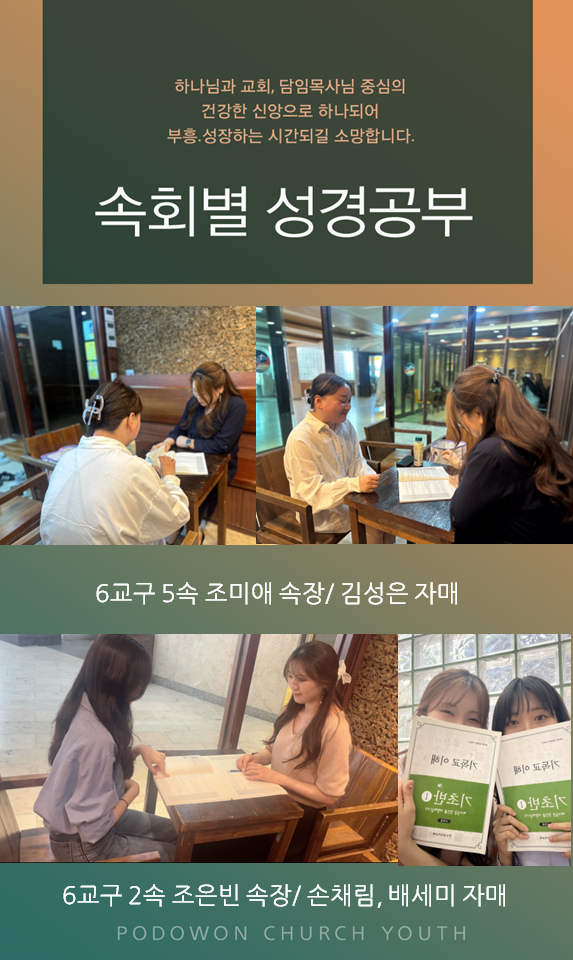 하나님과 교회, 담임목사님 중심의
건강한 신앙으로 하나되어
부흥.성장하는 시간되길 소망합니다.
속회별 성경공부
6교구 5속 조미애 속장/ 김성은 자매
기독교 이해
기초반 1
기독교 이해
기초반 1
6교구 2속 조은빈 속장/ 손채림, 배세미 자매
PODOWON CHURCH YOUTH